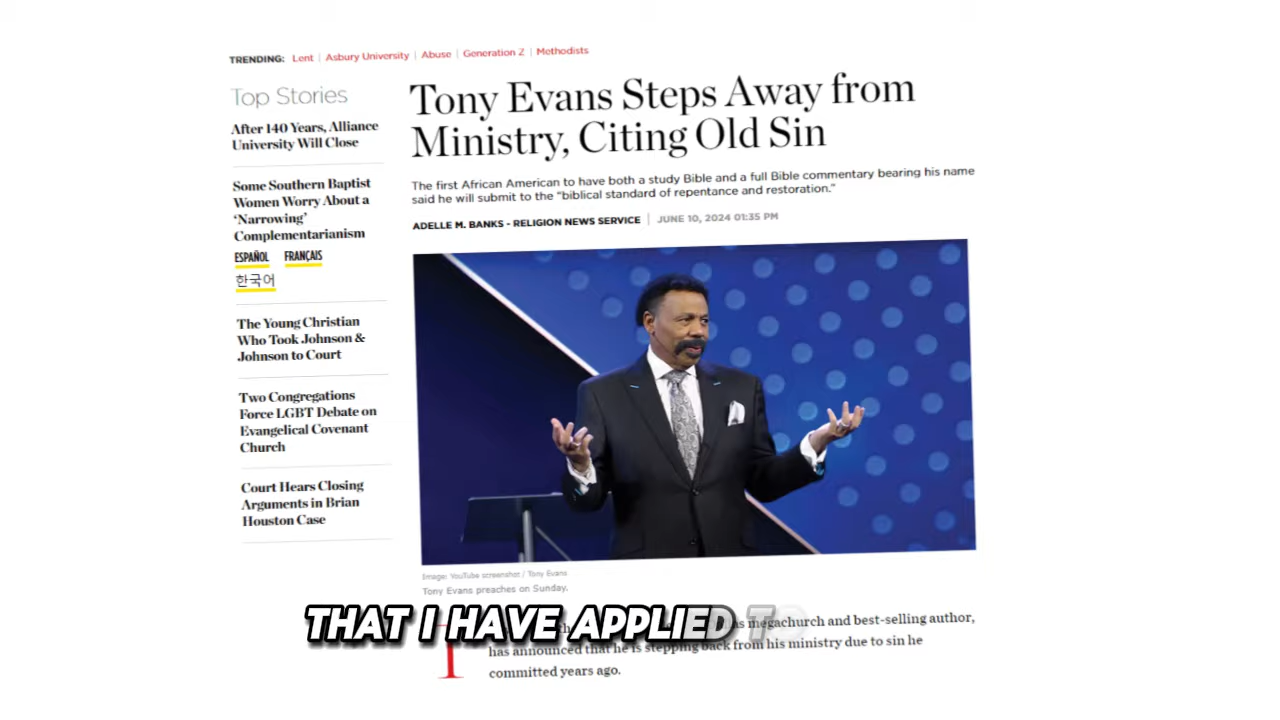 TRENDING: Lent | Asbury University | Abuse | Generation Z | Methodists
Top Stories
After 140 Years, Alliance
University Will Close
Some Southern Baptist
Women Worry About a
‘Narrowing’
Complementarianism
ESPAÑOL FRANÇAIS
한국어
The Young Christian
Who Took Johnson &
Johnson to Court
Two Congregations
Force LGBT Debate on
Evangelical Covenant
Church
Court Hears Closing
Arguments in Brian
Houston Case
Tony Evans Steps Away from
Ministry, Citing Old Sin
The first African American to have both a study Bible and a full Bible commentary bearing his name
said he will submit to the “biblical standard of repentance and restoration.”
ADELLE M. BANKS - RELIGION NEWS SERVICE | JUNE 10, 2024 01:35 PM
Image: YouTube screenshot / Tony Evans
Tony Evans preaches on Sunday.
megachurch and best-selling author,
has announced that he is stepping back from his ministry due to sin he
committed years ago.
THAT I HAVE APPLIED TO